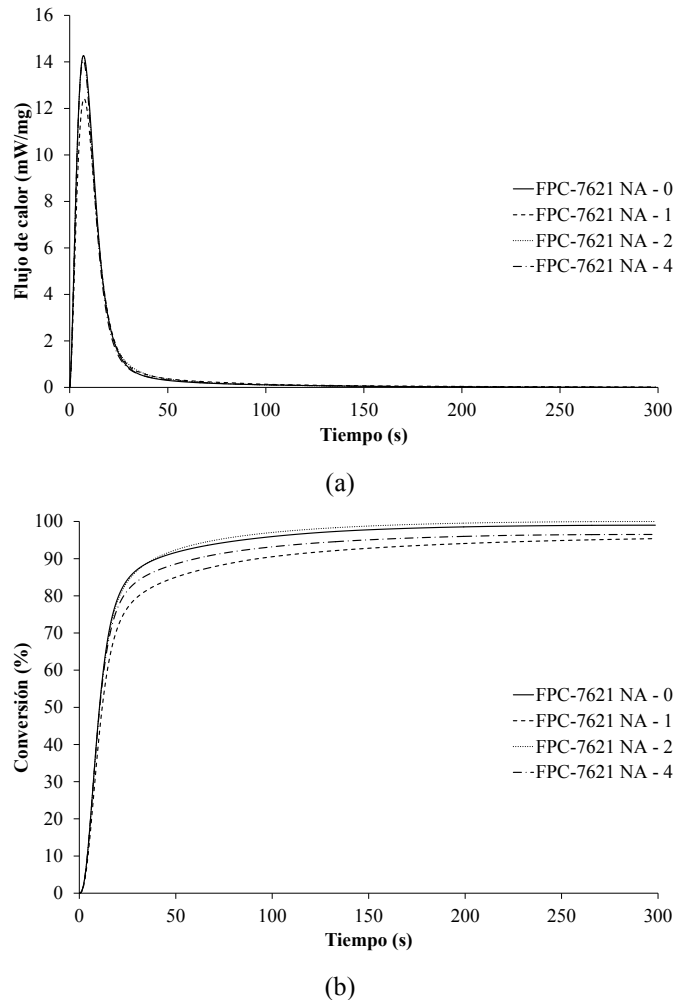 16
14
12
10
8
6
4
2
0
Flujo de calor (mW/mg)
FPC-7621 NA - 0
FPC-7621 NA - 1
FPC-7621 NA - 2
FPC-7621 NA - 4
0 50 100 150 200 250 300
Tiempo (s)
(a)
100
90
80
70
60
50
40
30
20
10
0
Conversión (%)
FPC-7621 NA - 0
FPC-7621 NA - 1
FPC-7621 NA - 2
FPC-7621 NA - 4
0 50 100 150 200 250 300
Tiempo (s)
(b)